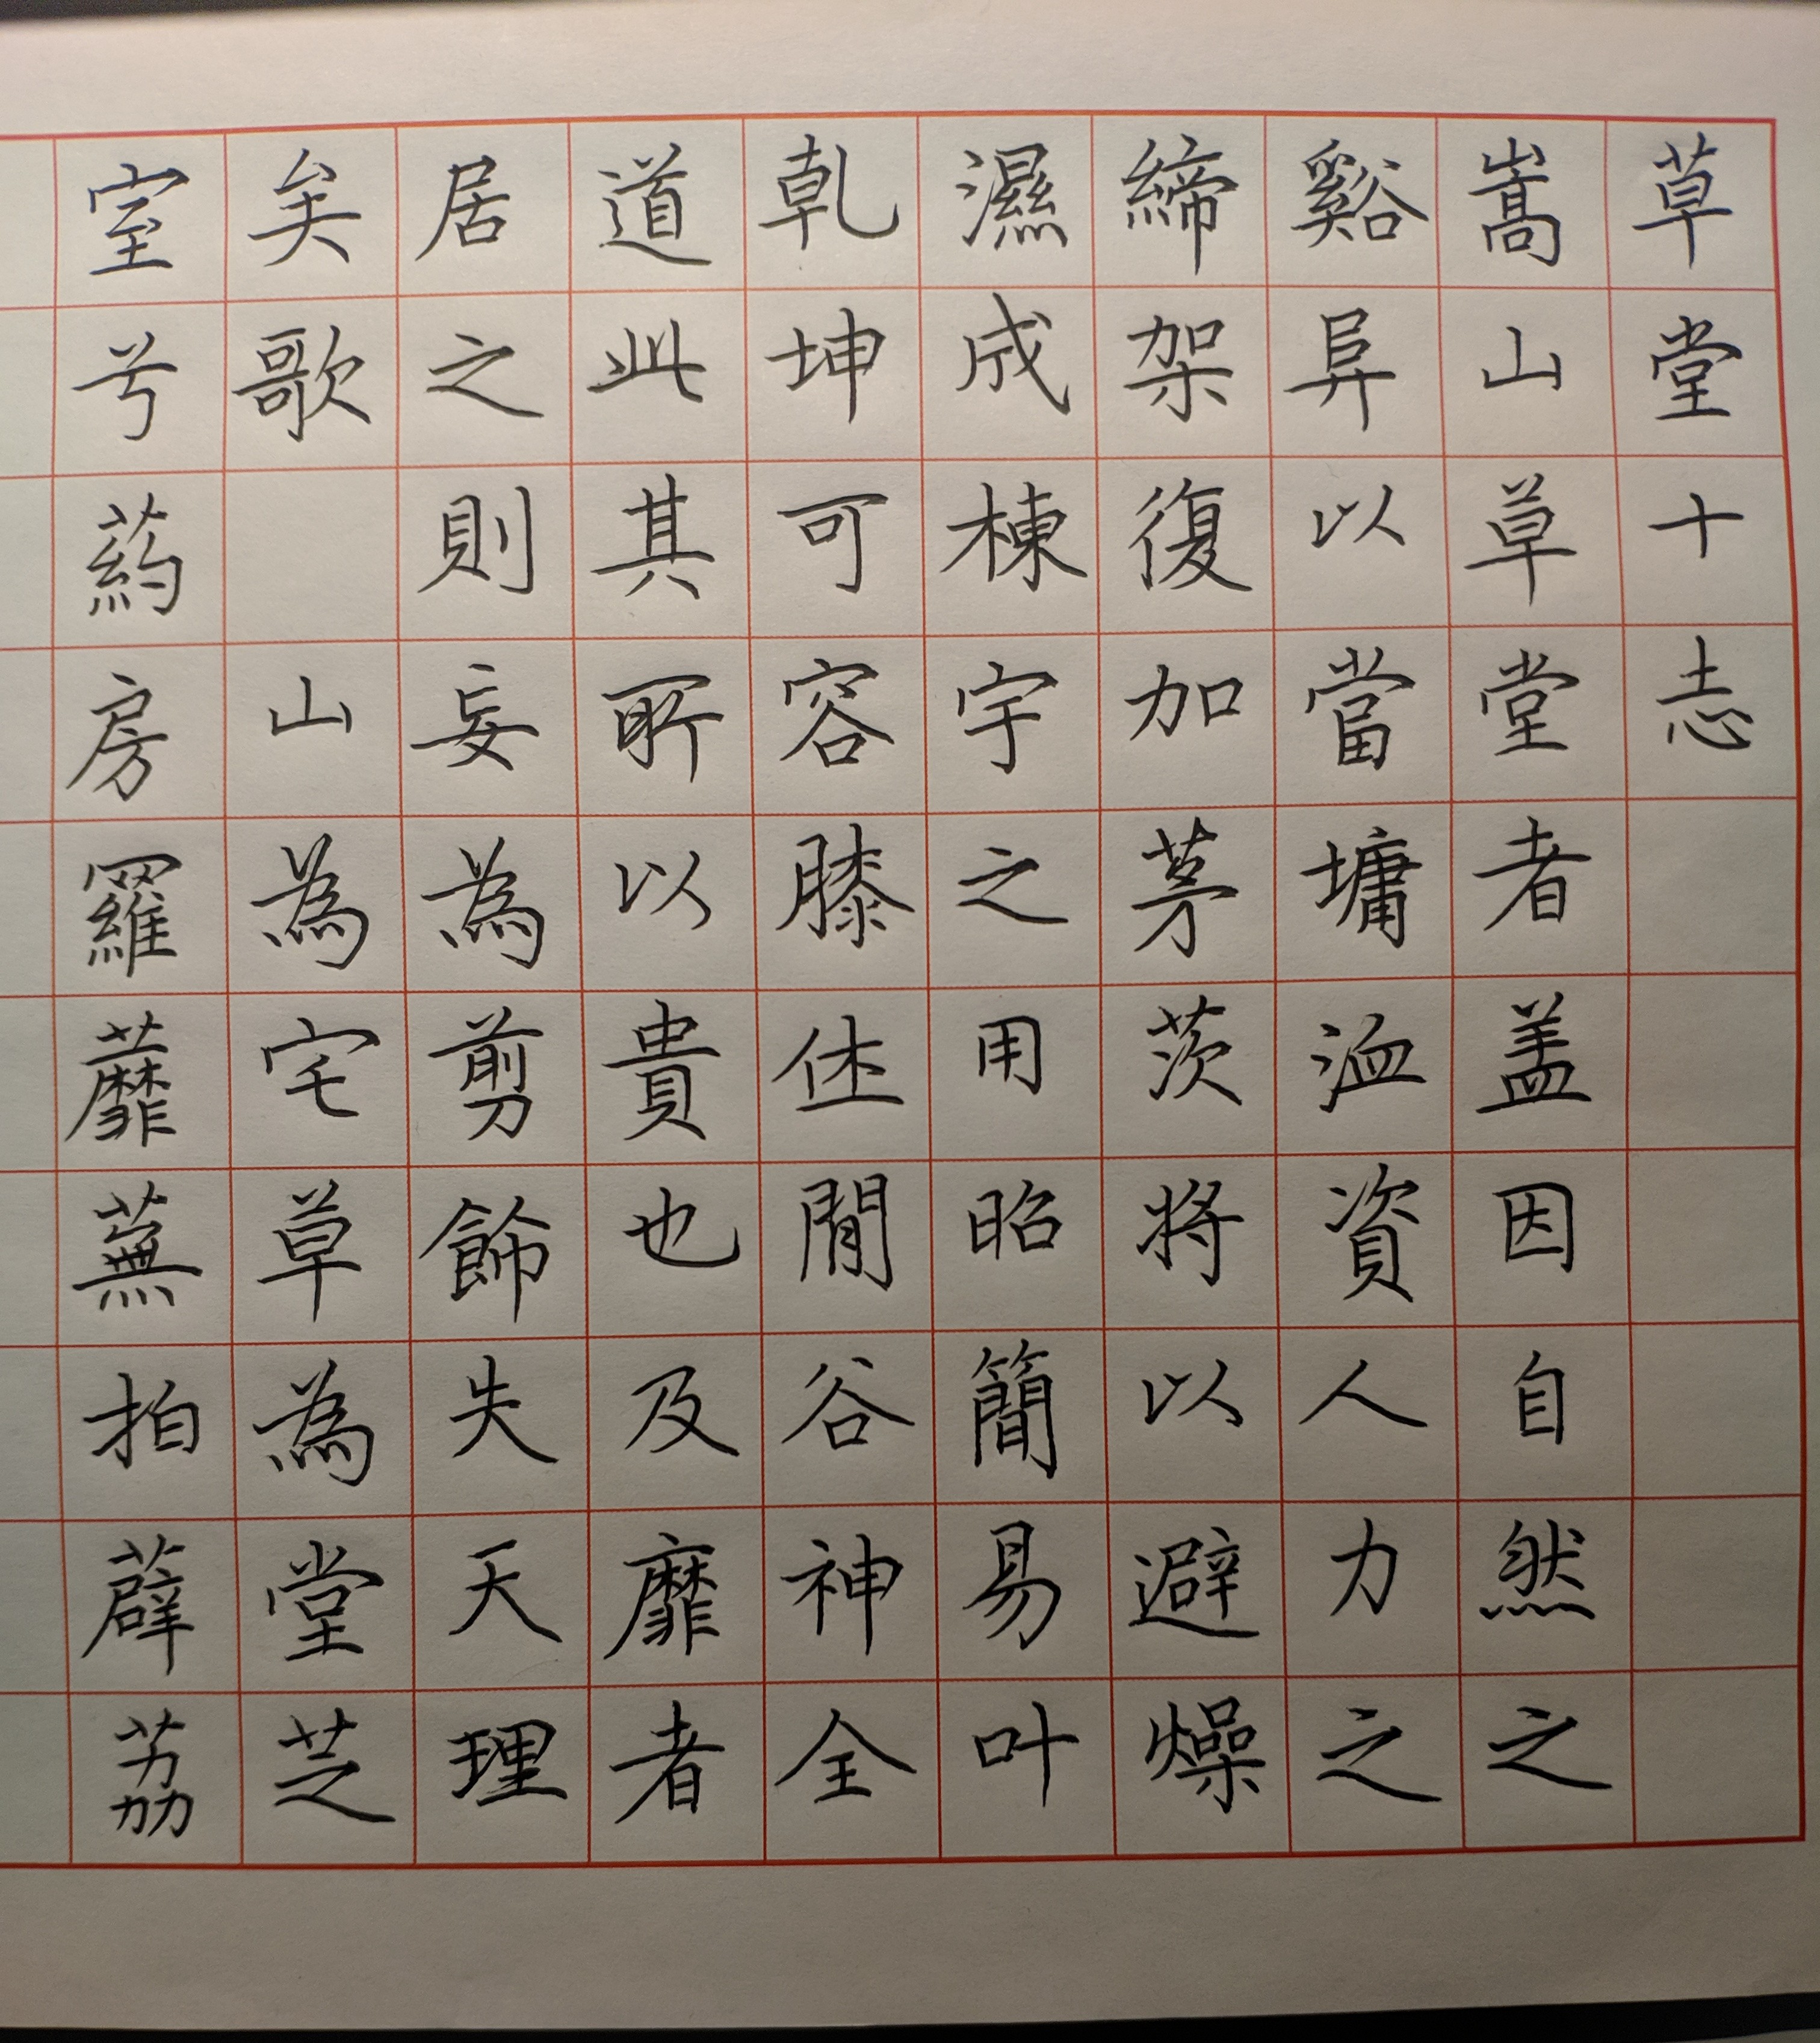 草堂十志
嵩山草堂者盖因自然之
谿阜以當墉洫資人力之
締架復加茅茨將以避燥
濕成棟宇之用昭簡易叶
乾坤可容膝休閒谷神全
道此其所以貴也及靡者
居之則妄為剪飾失天理
矣歌 山為宅草為堂芝
室兮葯房羅蘼蕪拍薜荔